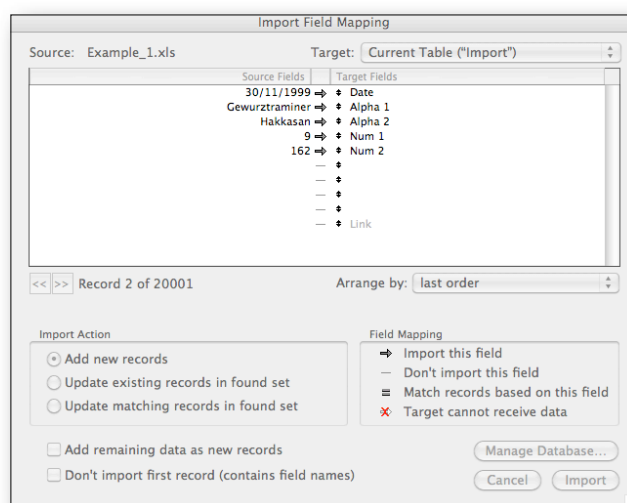 Import Field Mapping
Source: Example_1.xls Target: Current Table ("Import")
Source Fields Target Fields
30/11/1999 Date
Gewurztraminer Alpha 1
Hakkasan Alpha 2
9 Num 1
162 Num 2
Link
<< >> Record 2 of 20001 Arrange by: last order
Import Action
Add new records
Update existing records in found set
Update matching records in found set
Field Mapping
Import this field
Don't import this field
Match records based on this field
Target cannot receive data
Add remaining data as new records
Don't import first record (contains field names)
Manage Database...
Cancel Import